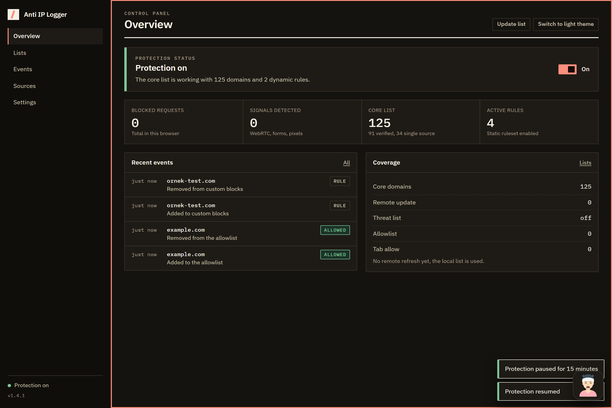 Anti IP Logger
Overview
Lists
Events
Sources
Settings
Protection on
v1.4.1
CONTROL PANEL
Overview
Update list
Switch to light theme
PROTECTION STATUS
Protection on
The core list is working with 125 domains and 2 dynamic rules.
On
BLOCKED REQUESTS
0
Total in this browser
SIGNALS DETECTED
0
WebRTC, forms, pixels
CORE LIST
125
91 verified, 34 single source
ACTIVE RULES
4
Static ruleset enabled
Recent events
All
just now ornek-test.com RULE
Removed from custom blocks
just now ornek-test.com RULE
Added to custom blocks
just now example.com ALLOWED
Removed from the allowlist
just now example.com ALLOWED
Added to the allowlist
Coverage
Lists
Core domains 125
Remote update 0
Threat list off
Allowlist 0
Tab allow 0
No remote refresh yet, the local list is used.
Protection paused for 15 minutes
Protection resumed